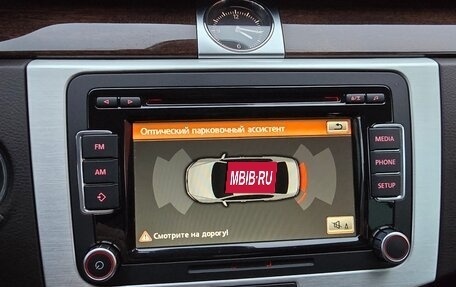 Оптический парковочный ассистент
FM
AM
MEDIA
PHONE
SETUP
MBIB·RU
Смотрите на дорогу!